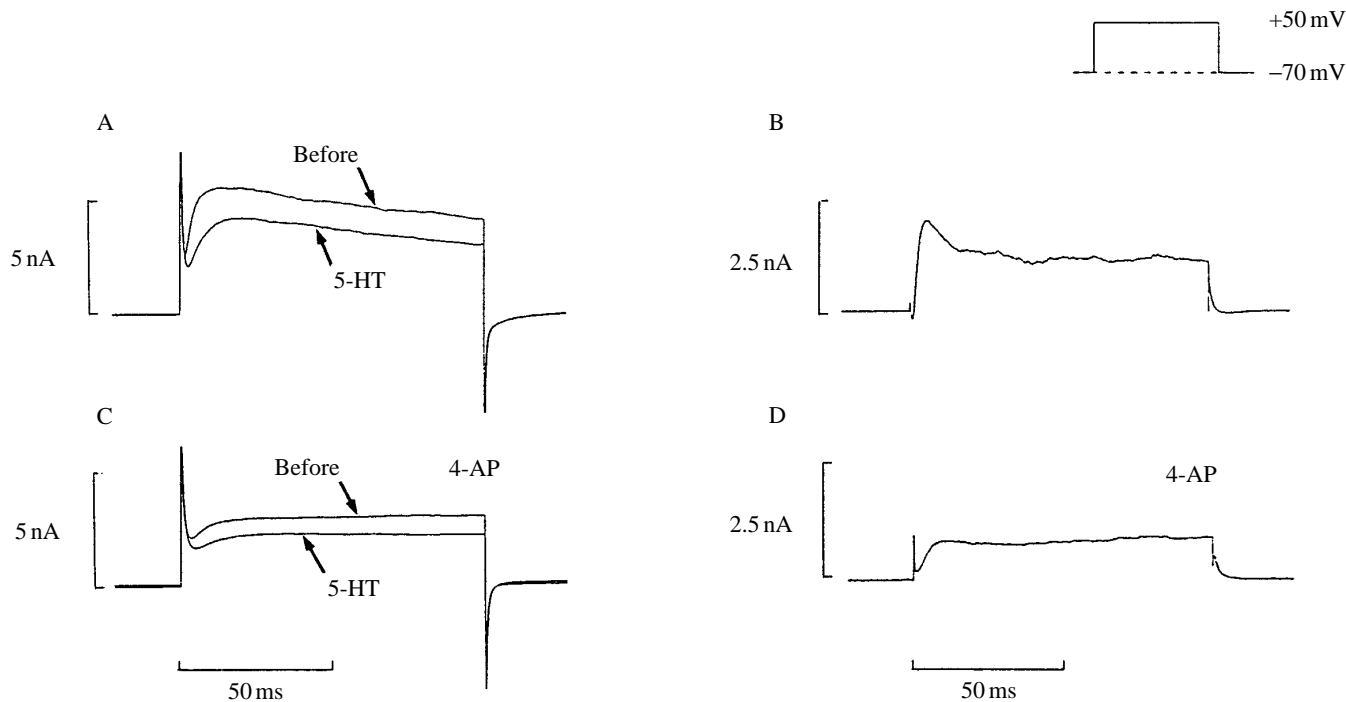 +50 mV
−70 mV
A
B
Before
5 nA
5-HT
2.5 nA
C
D
Before
4-AP
4-AP
5 nA
5-HT
2.5 nA
50 ms
50 ms